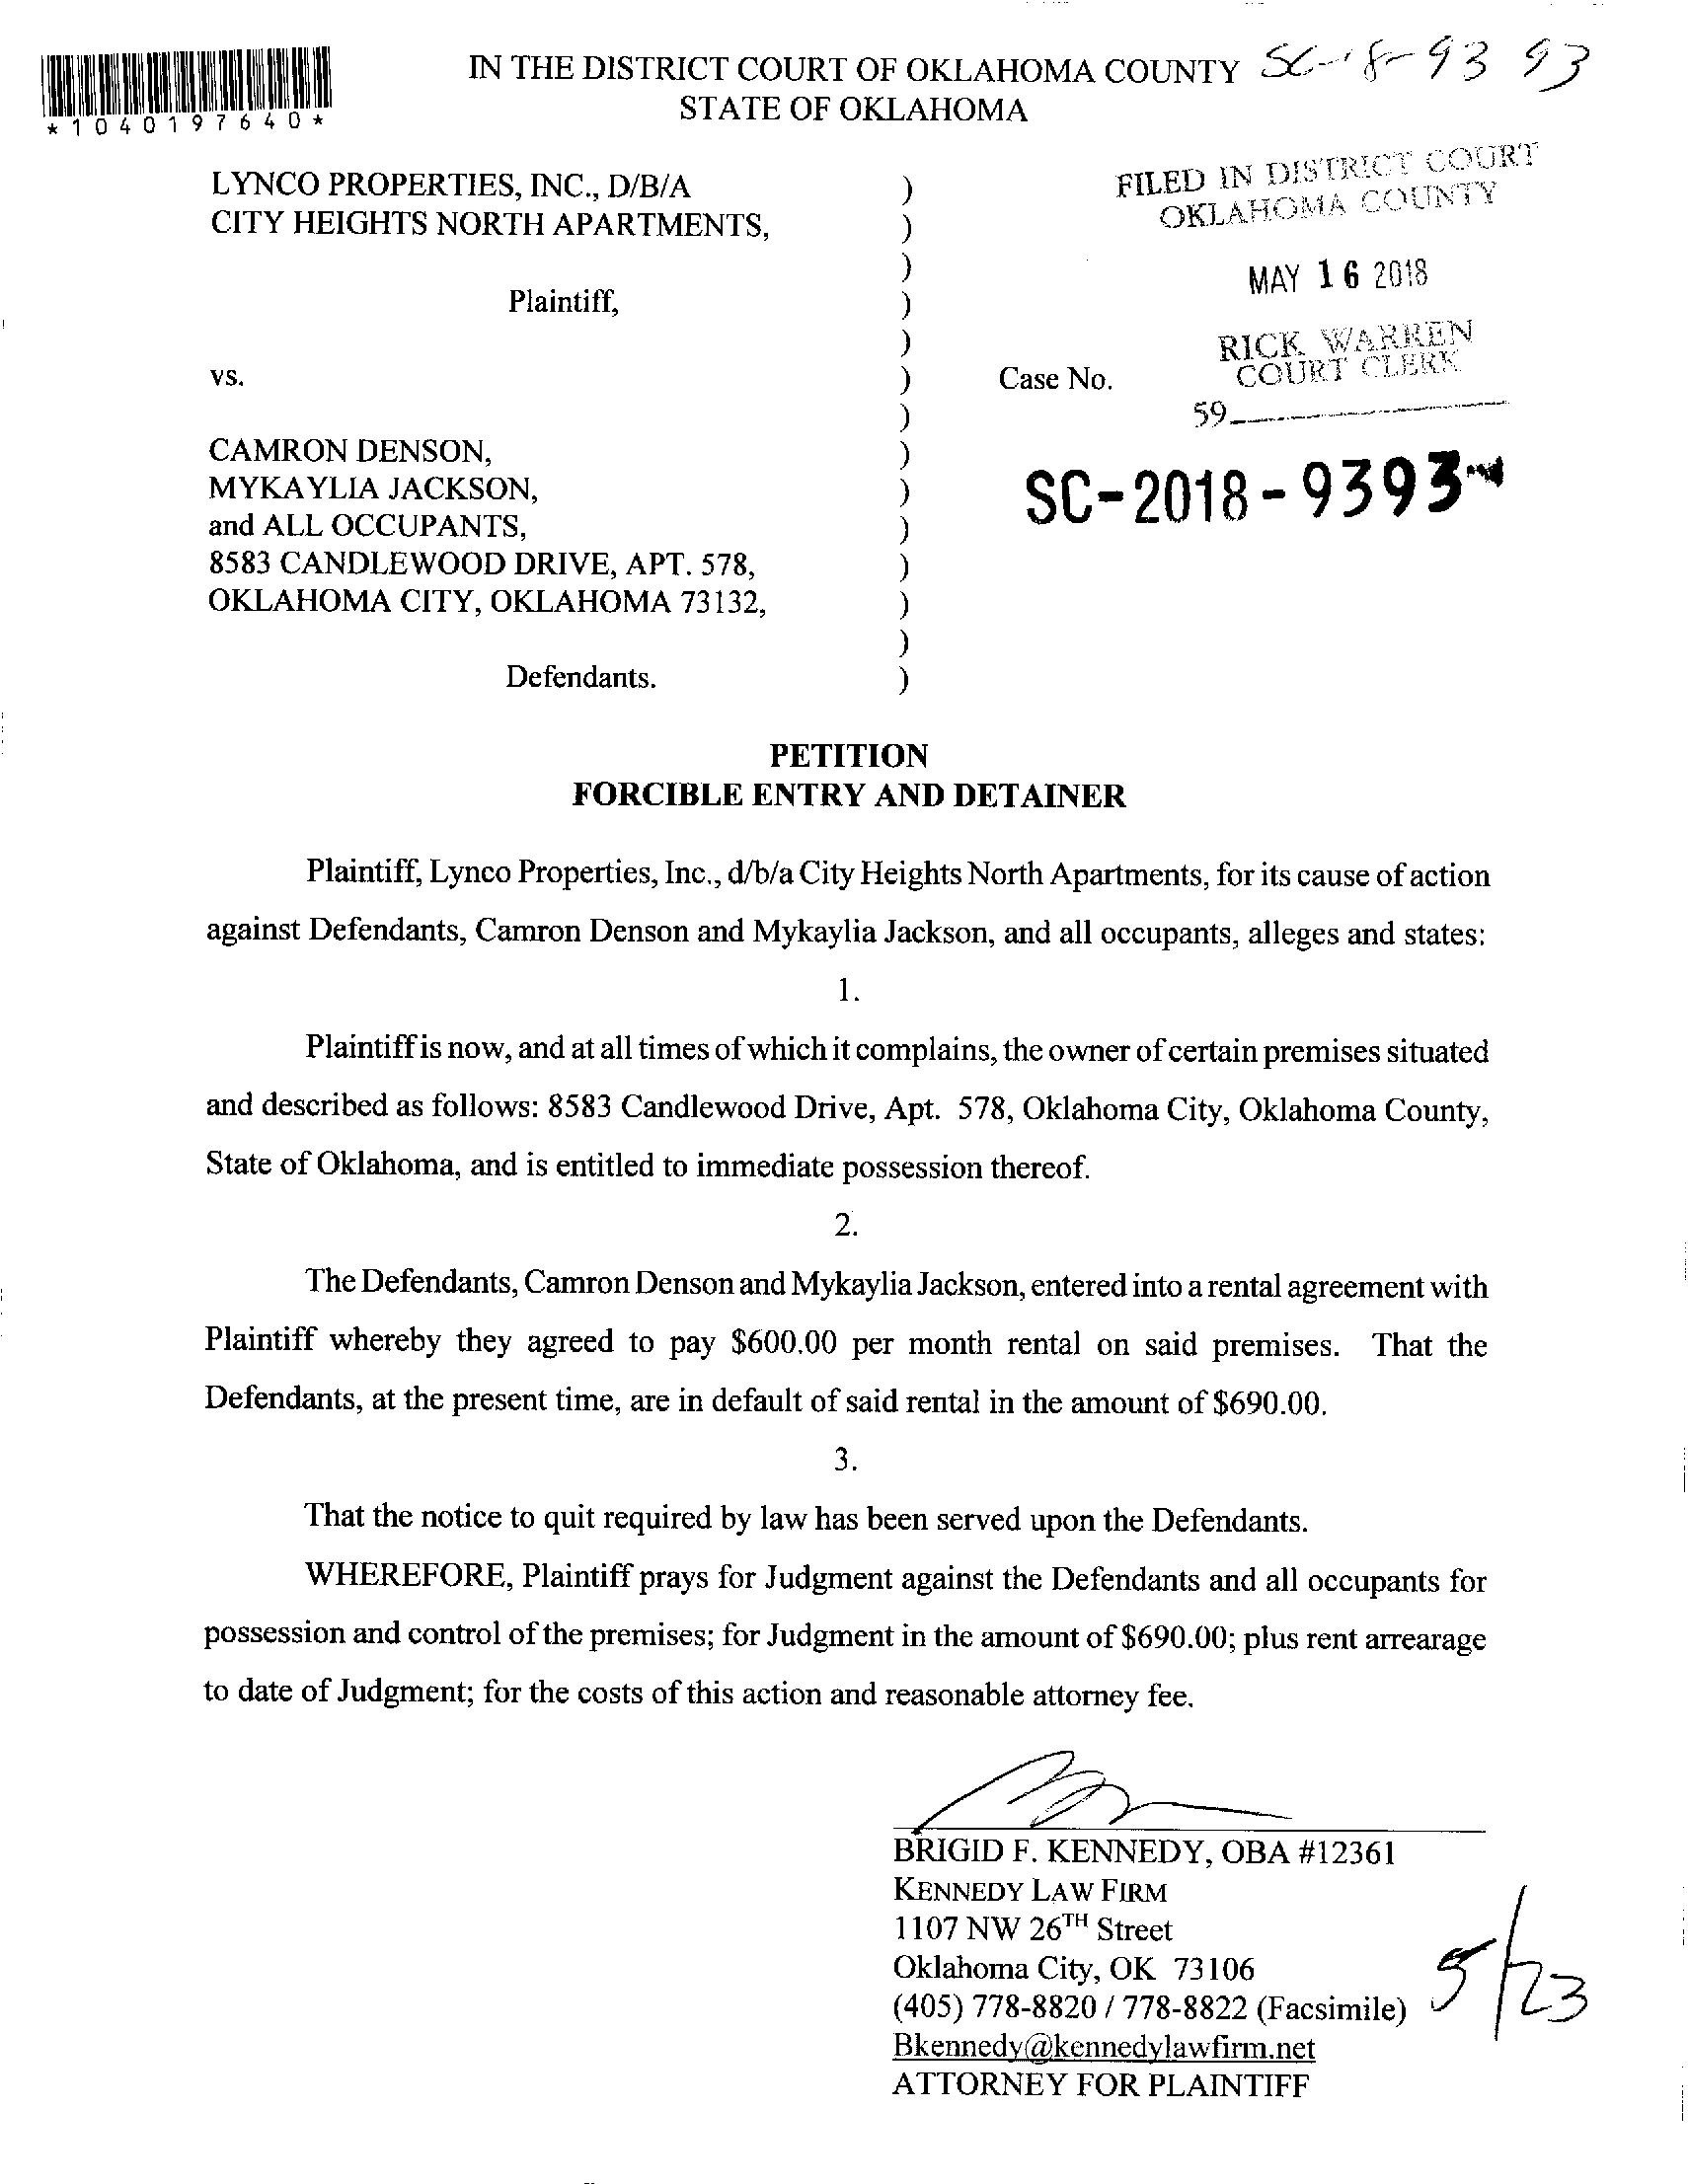 IN THE DISTRICT COURT OF OKLAHOMA COUNTY SC-18-93 93
STATE OF OKLAHOMA
*1040197640*
LYNCO PROPERTIES, INC., D/B/A
CITY HEIGHTS NORTH APARTMENTS,
Plaintiff,
vs.
CAMRON DENSON,
MYKAYLIA JACKSON,
and ALL OCCUPANTS,
8583 CANDLEWOOD DRIVE, APT. 578,
OKLAHOMA CITY, OKLAHOMA 73132,
Defendants.
)
)
)
)
)
)
)
)
)
)
)
)
)
)
FILED IN DISTRICT COURT
OKLAHOMA COUNTY
MAY 16 2018
RICK WARREN
COURT CLERK
Case No.
59
SC-2018-9393
PETITION
FORCIBLE ENTRY AND DETAINER
Plaintiff, Lynco Properties, Inc., d/b/a City Heights North Apartments, for its cause of action
against Defendants, Camron Denson and Mykaylia Jackson, and all occupants, alleges and states:
1.
Plaintiff is now, and at all times of which it complains, the owner of certain premises situated
and described as follows: 8583 Candlewood Drive, Apt. 578, Oklahoma City, Oklahoma County,
State of Oklahoma, and is entitled to immediate possession thereof.
2.
The Defendants, Camron Denson and Mykaylia Jackson, entered into a rental agreement with
Plaintiff whereby they agreed to pay $600.00 per month rental on said premises. That the
Defendants, at the present time, are in default of said rental in the amount of $690.00.
3.
That the notice to quit required by law has been served upon the Defendants.
WHEREFORE, Plaintiff prays for Judgment against the Defendants and all occupants for
possession and control of the premises; for Judgment in the amount of $690.00; plus rent arrearage
to date of Judgment; for the costs of this action and reasonable attorney fee.
BRIGID F. KENNEDY, OBA #12361
KENNEDY LAW FIRM
1107 NW 26TH Street
Oklahoma City, OK 73106
(405) 778-8820 / 778-8822 (Facsimile)
Bkennedy@kennedylawfirm.net
ATTORNEY FOR PLAINTIFF
5/23